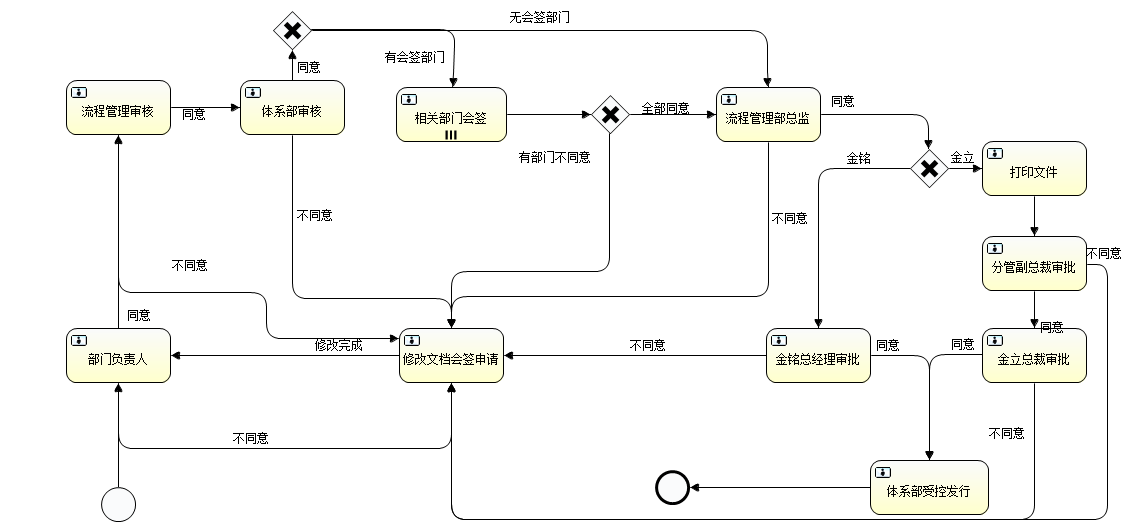 无会签部门
有会签部门
同意
流程管理审核
同意
体系部审核
相关部门会签
全部同意
流程管理部总监
同意
有部门不同意
金铭
金立
打印文件
不同意
不同意
不同意
分管副总裁审批
不同意
同意
同意
部门负责人
修改完成
修改文档会签申请
不同意
金铭总经理审批
同意
同意
金立总裁审批
不同意
不同意
体系部受控发行